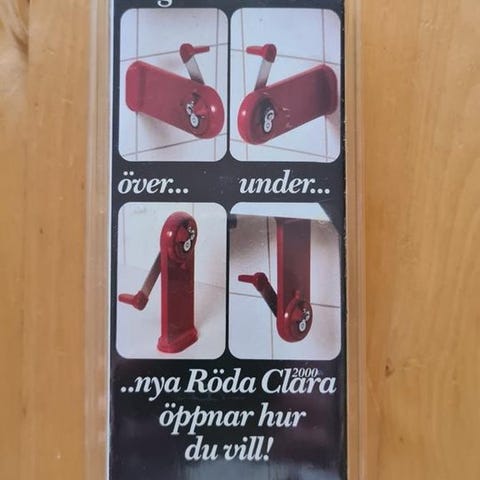 över...
under...
..nya Röda Clara 2000
öppnar hur
du vill!